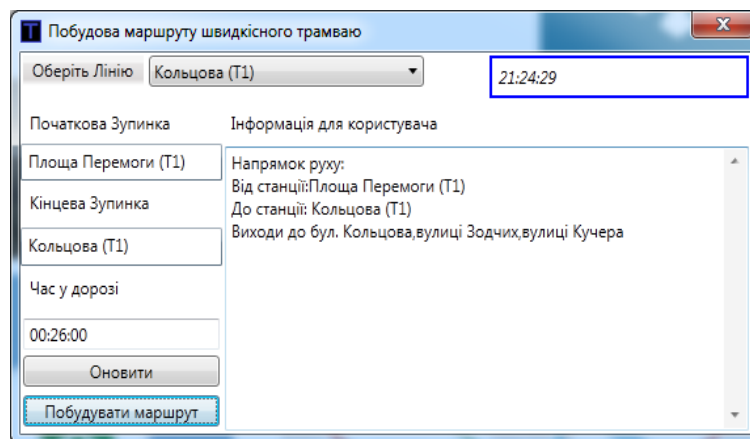 T Побудова маршруту швидкісного трамваю
Оберіть Лінію Кольцова (Т1) 21:24:29
Початкова Зупинка
Площа Перемоги (Т1)
Кінцева Зупинка
Кольцова (Т1)
Час у дорозі
00:26:00
Оновити
Побудувати маршрут
Інформація для користувача
Напрямок руху:
Від станції:Площа Перемоги (Т1)
До станції: Кольцова (Т1)
Виходи до бул. Кольцова,вулиці Зодчих,вулиці Кучера